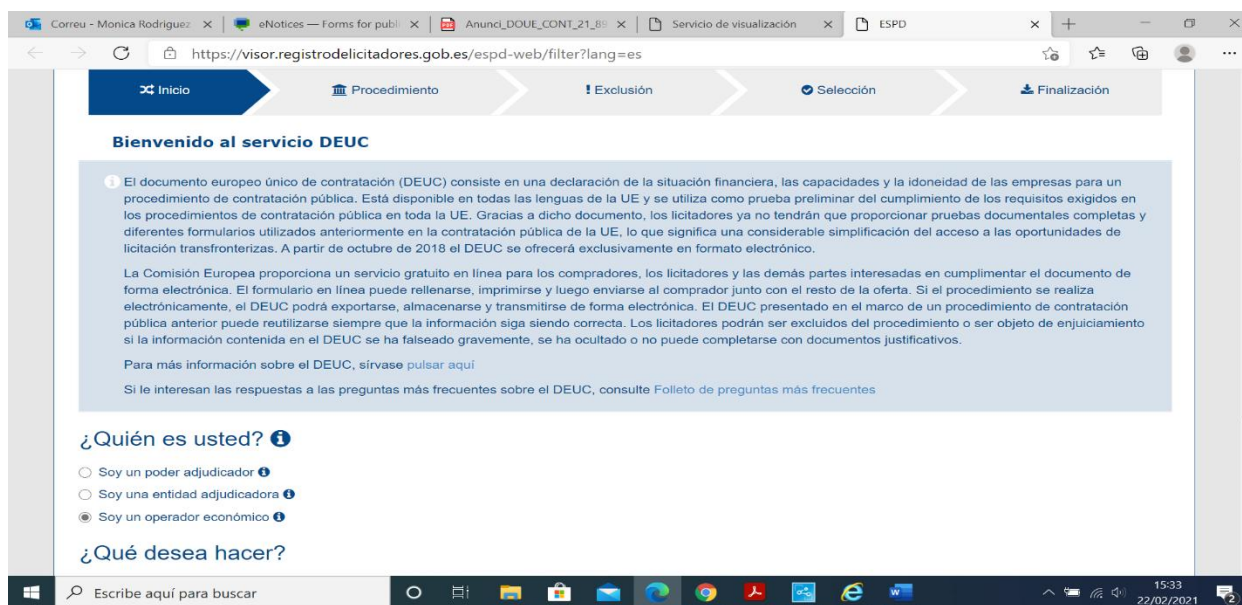 Correu - Monica Rodriguez
eNotices — Forms for publi
Anunci_DOUE_CONT_21_89
Servicio de visualización
ESPD
https://visor.registrodelicitadores.gob.es/espd-web/filter?lang=es
Inicio
Procedimiento
Exclusión
Selección
Finalización
Bienvenido al servicio DEUC
El documento europeo único de contratación (DEUC) consiste en una declaración de la situación financiera, las capacidades y la idoneidad de las empresas para un
procedimiento de contratación pública. Está disponible en todas las lenguas de la UE y se utiliza como prueba preliminar del cumplimiento de los requisitos exigidos en
los procedimientos de contratación pública en toda la UE. Gracias a dicho documento, los licitadores ya no tendrán que proporcionar pruebas documentales completas y
diferentes formularios utilizados anteriormente en la contratación pública de la UE, lo que significa una considerable simplificación del acceso a las oportunidades de
licitación transfronterizas. A partir de octubre de 2018 el DEUC se ofrecerá exclusivamente en formato electrónico.
La Comisión Europea proporciona un servicio gratuito en línea para los compradores, los licitadores y las demás partes interesadas en cumplimentar el documento de
forma electrónica. El formulario en línea puede rellenarse, imprimirse y luego enviarse al comprador junto con el resto de la oferta. Si el procedimiento se realiza
electrónicamente, el DEUC podrá exportarse, almacenarse y transmitirse de forma electrónica. El DEUC presentado en el marco de un procedimiento de contratación
pública anterior puede reutilizarse siempre que la información siga siendo correcta. Los licitadores podrán ser excluidos del procedimiento o ser objeto de enjuiciamiento
si la información contenida en el DEUC se ha falseado gravemente, se ha ocultado o no puede completarse con documentos justificativos.
Para más información sobre el DEUC, sírvase pulsar aquí
Si le interesan las respuestas a las preguntas más frecuentes sobre el DEUC, consulte Folleto de preguntas más frecuentes
¿Quién es usted?
Soy un poder adjudicador
Soy una entidad adjudicadora
Soy un operador económico
¿Qué desea hacer?
Escribe aquí para buscar
15:33
22/02/2021
2